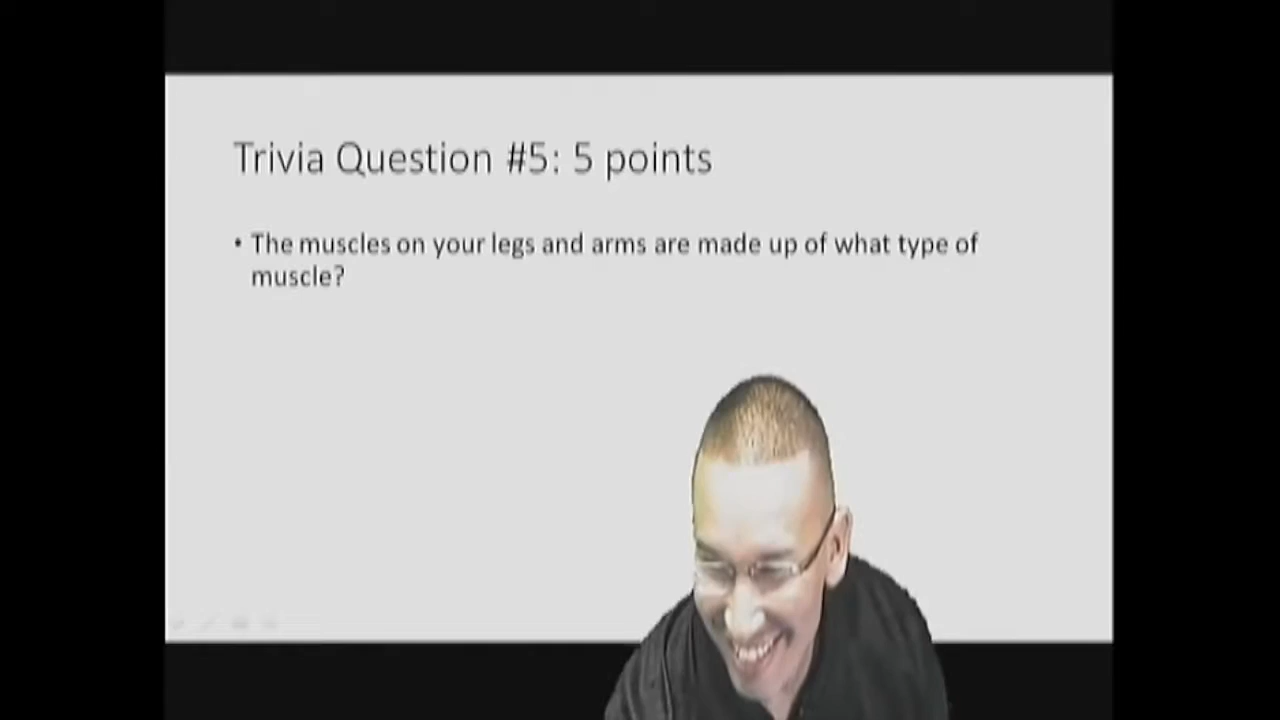 Trivia Question #5: 5 points
• The muscles on your legs and arms are made up of what type of
muscle?